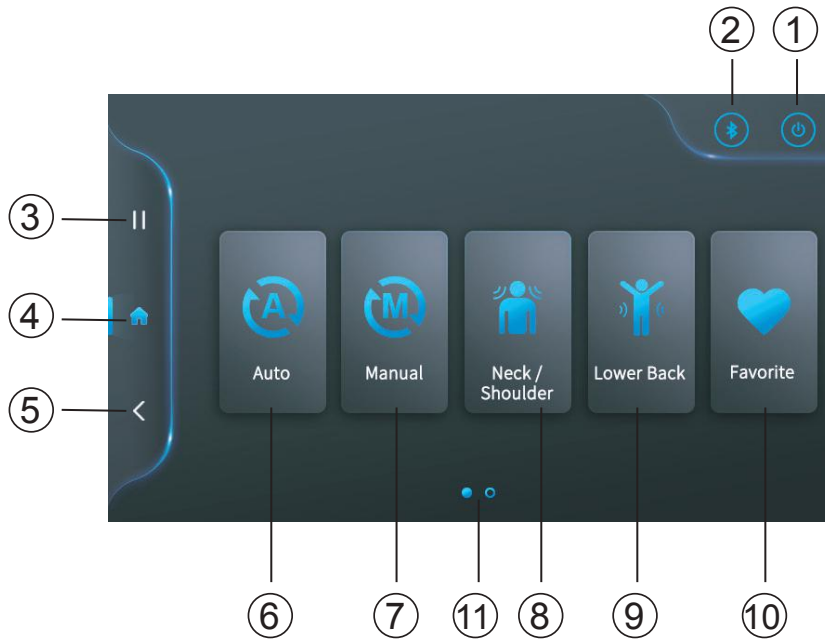 ② ①
③
④
⑤
A
M
Auto
Manual
Neck /
Shoulder
Lower Back
Favorite
⑥ ⑦ ⑪ ⑧ ⑨ ⑩